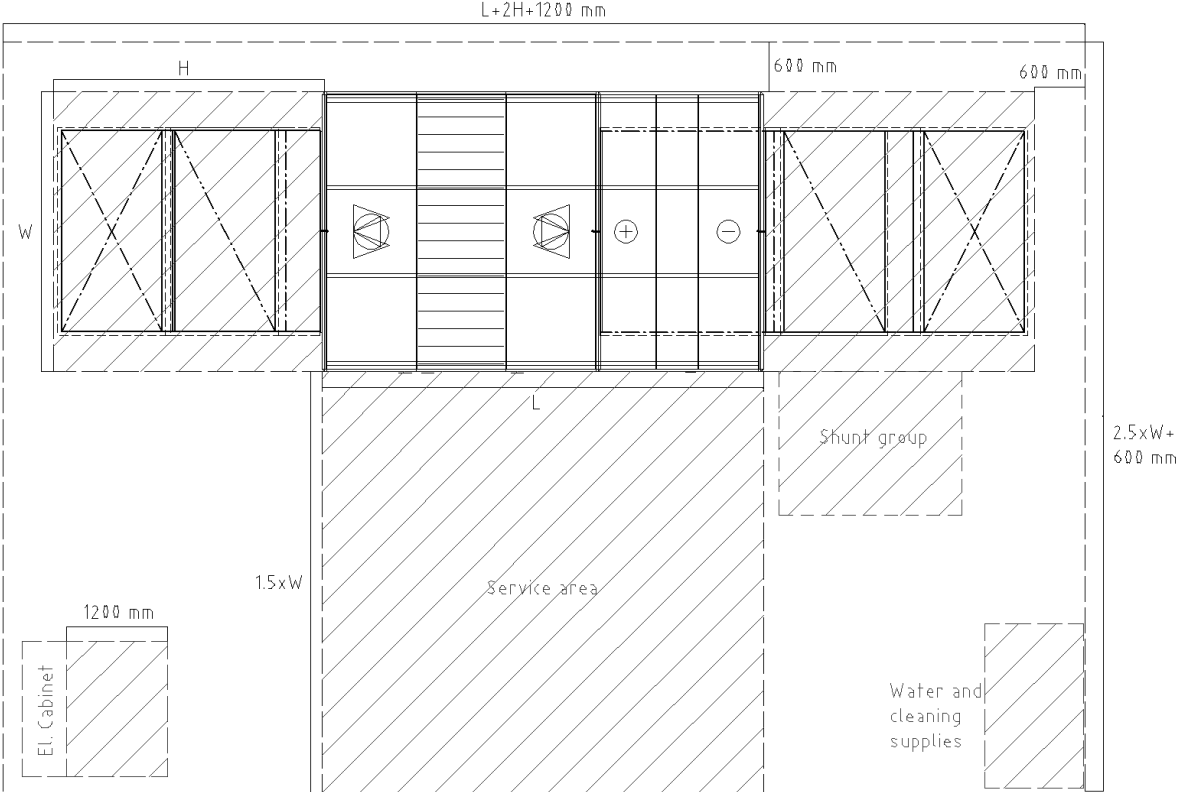 L+2H+1200 mm
H
600 mm
600 mm
W
L
Shunt group
2.5xW+
600 mm
1.5xW
Service area
1200 mm
El. Cabinet
Water and
cleaning
supplies